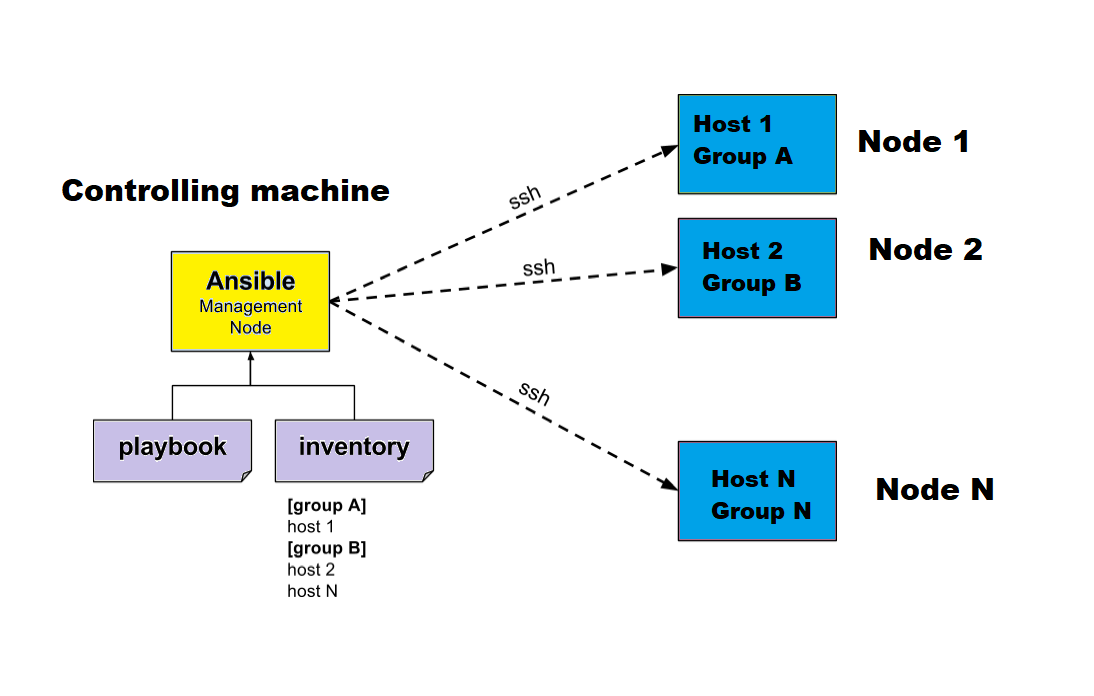 Controlling machine
Ansible
Management
Node
playbook
inventory
[group A]
host 1
[group B]
host 2
host N
ssh
ssh
ssh
Host 1
Group A
Node 1
Host 2
Group B
Node 2
Host N
Group N
Node N